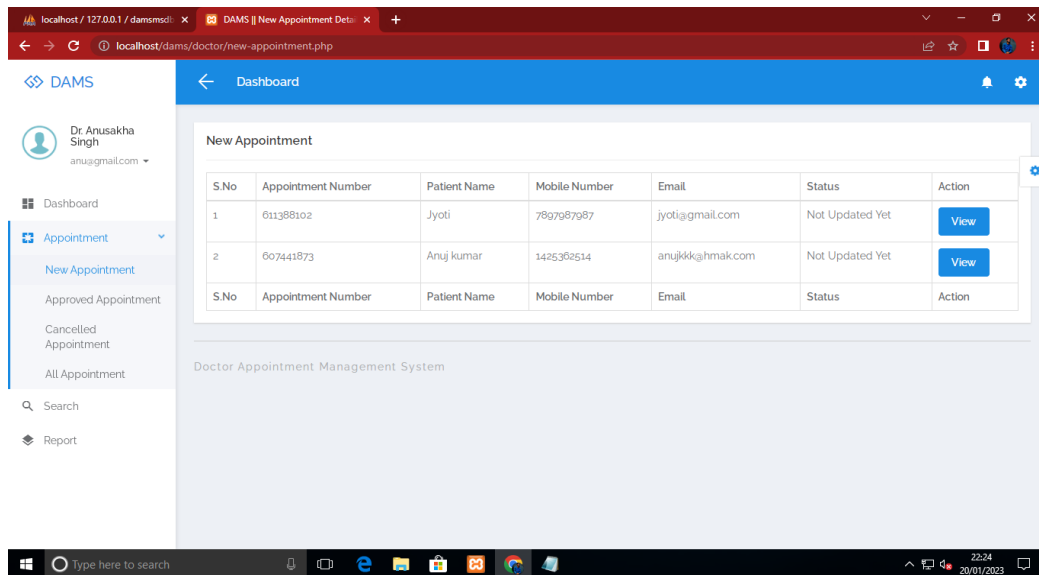 localhost / 127.0.0.1 / damsmsdb
DAMS || New Appointment Detai
localhost/dams/doctor/new-appointment.php
DAMS
Dashboard
Dr. Anusakha
Singh
anu@gmail.com
Dashboard
Appointment
New Appointment
Approved Appointment
Cancelled
Appointment
All Appointment
Search
Report
New Appointment
S.No Appointment Number Patient Name Mobile Number Email Status Action
1 611388102 Jyoti 7897987987 jyoti@gmail.com Not Updated Yet View
2 607441873 Anuj kumar 1425362514 anujkkk@hmak.com Not Updated Yet View
S.No Appointment Number Patient Name Mobile Number Email Status Action
Doctor Appointment Management System
Type here to search
22:24
20/01/2023